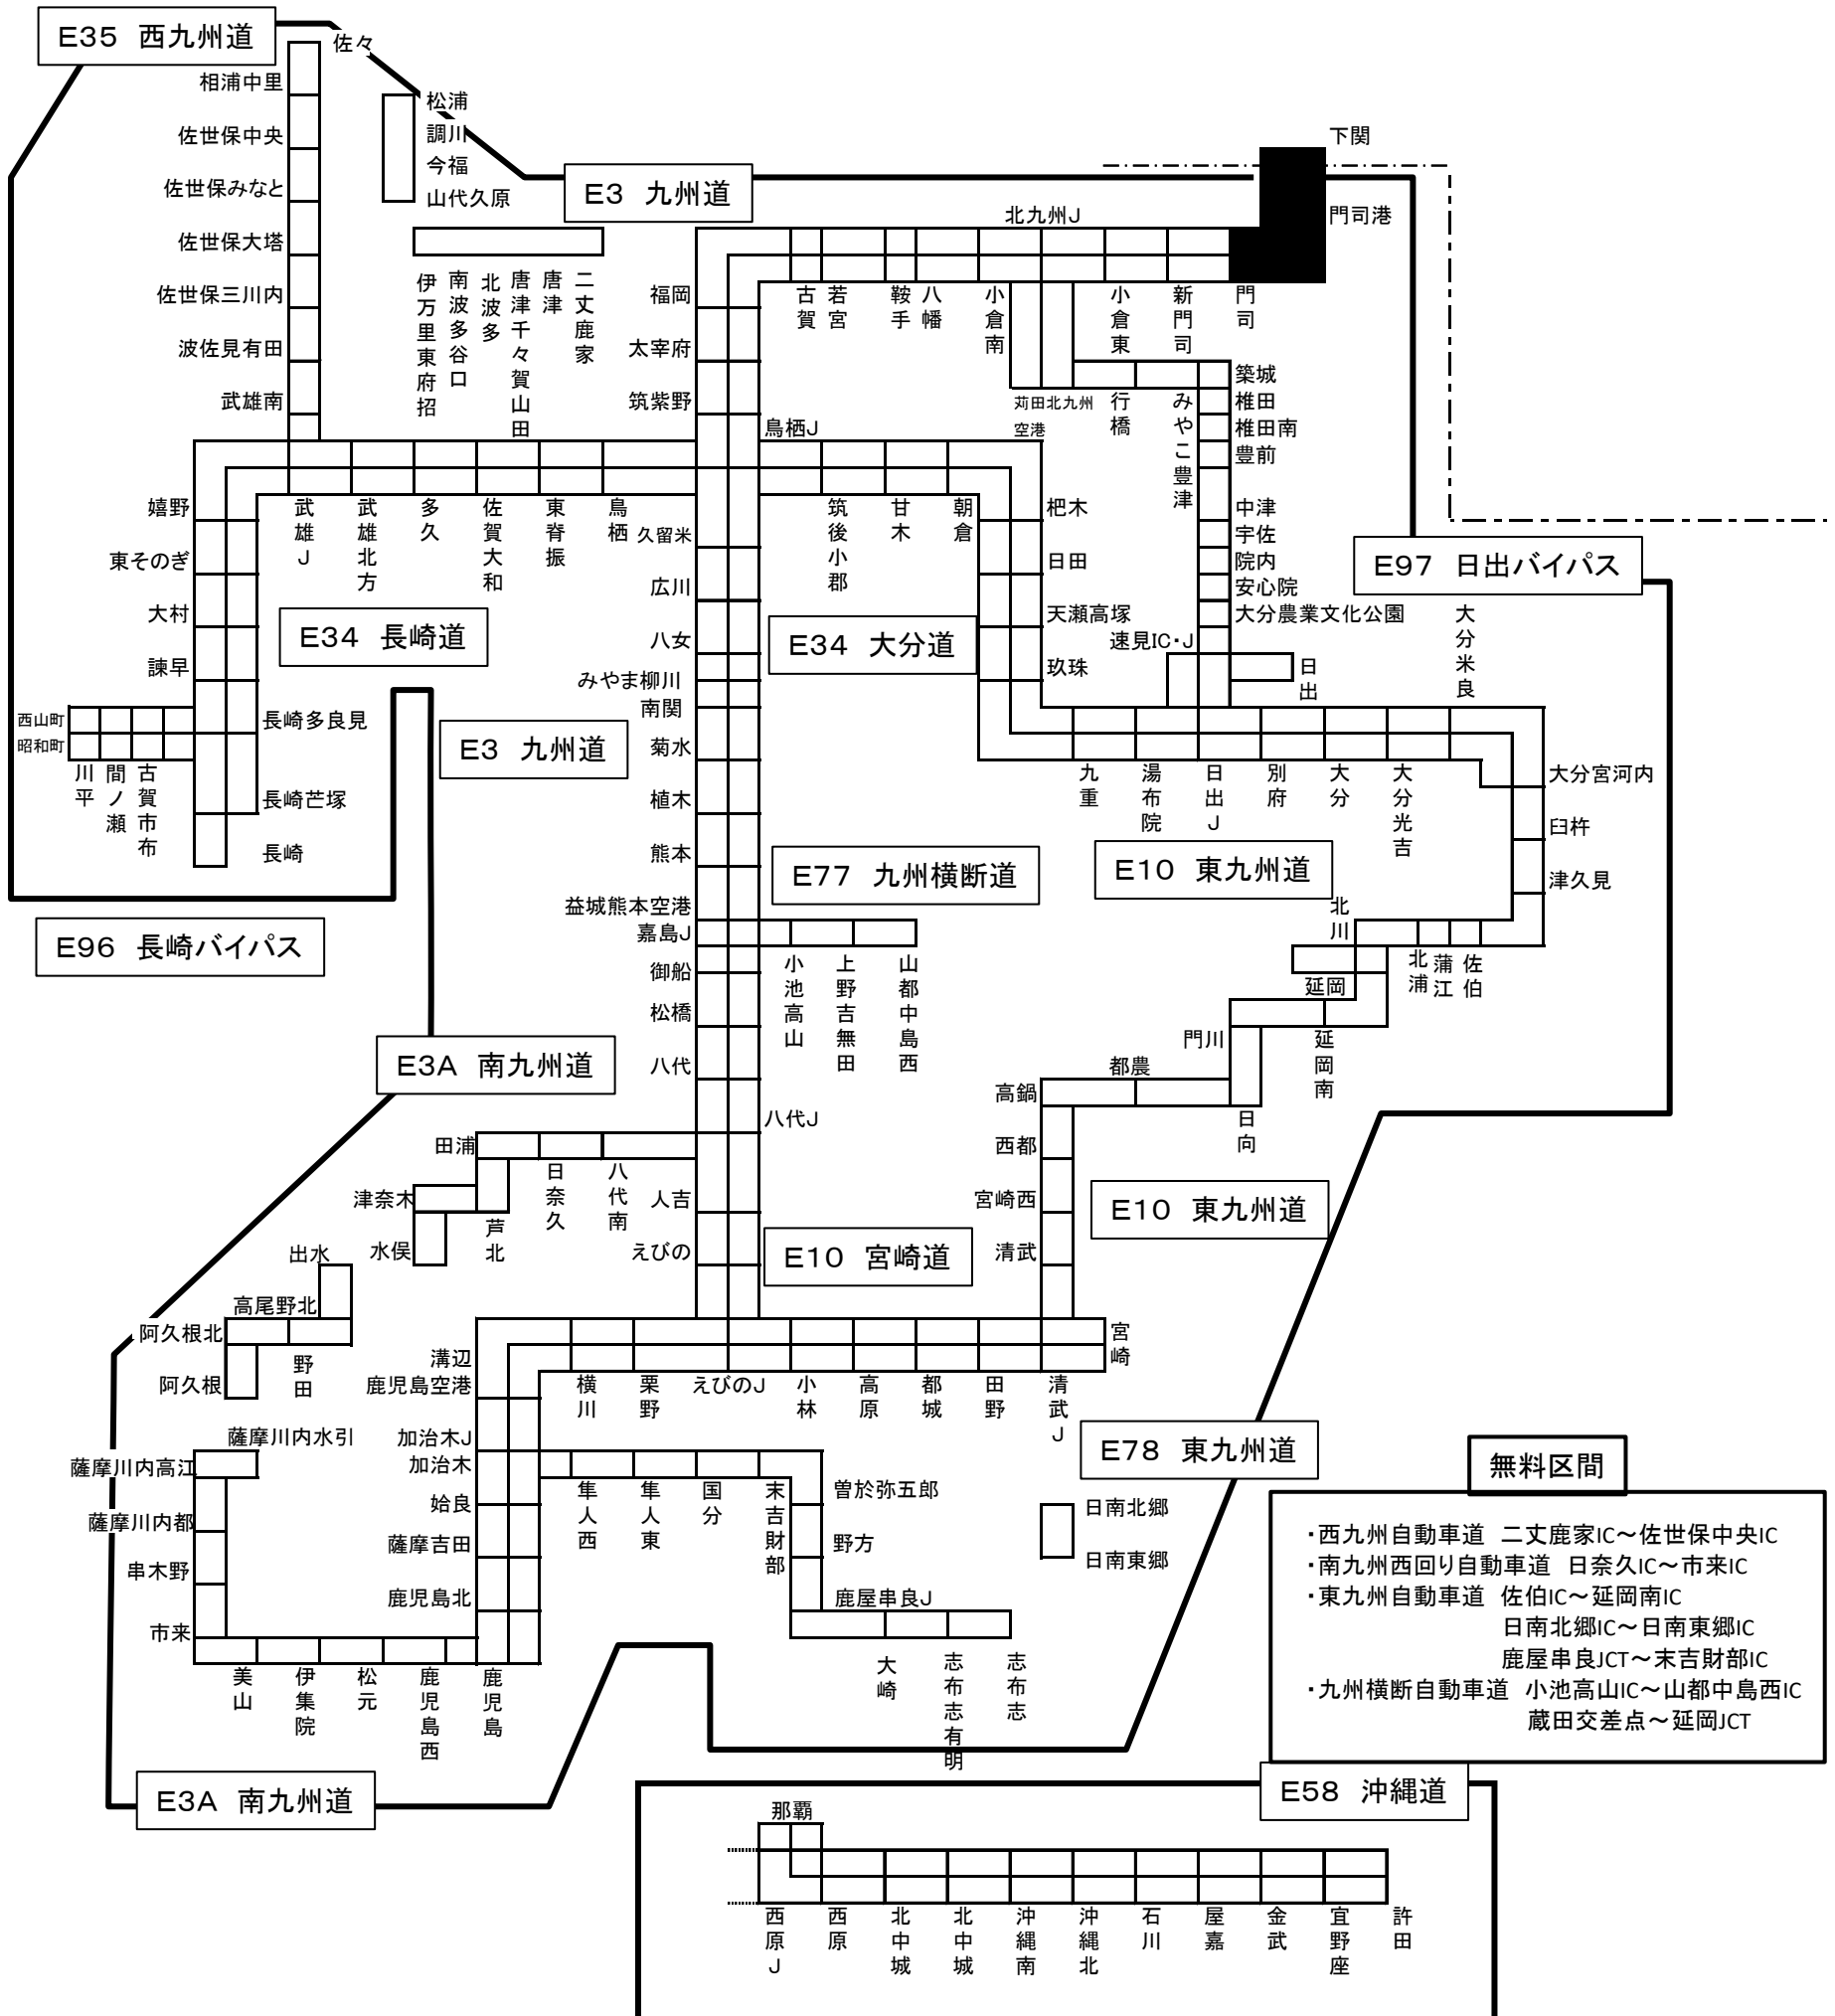 E35 西九州道
佐々
相浦中里
佐世保中央
佐世保みなと
佐世保大塔
佐世保三川内
波佐見有田
武雄南
松浦
調川
今福
山代久原
伊万里東府招
南波多谷口
北波多
唐津千々賀山田
唐津
二丈鹿家
E3 九州道
下関
門司港
北九州J
古賀
若宮
鞍手
八幡
小倉南
小倉東
新門司
門司
福岡
太宰府
筑紫野
鳥栖J
苅田北九州
空港
行橋
みやこ豊津
築城
椎田
椎田南
豊前
中津
宇佐
院内
安心院
大分農業文化公園
速見IC・J
日出
E97 日出バイパス
嬉野
東そのぎ
大村
諫早
武雄J
武雄北方
多久
佐賀大和
東脊振
鳥栖
久留米
広川
八女
みやま柳川
南関
菊水
植木
熊本
益城熊本空港
嘉島J
御船
松橋
八代
筑後小郡
甘木
朝倉
杷木
日田
天瀬高塚
玖珠
E34 長崎道
E34 大分道
E3 九州道
西山町
昭和町
川平
間ノ瀬
古賀市布
長崎多良見
長崎芒塚
長崎
E96 長崎バイパス
九重
湯布院
日出J
別府
大分
大分光吉
大分米良
大分宮河内
臼杵
津久見
E77 九州横断道
E10 東九州道
小池高山
上野吉無田
山都中島西
北川
北浦
蒲江
佐伯
延岡
延岡南
門川
日向
都農
高鍋
西都
宮崎西
清武
E3A 南九州道
八代J
田浦
日奈久
八代南
津奈木
芦北
水俣
人吉
えびの
E10 宮崎道
E10 東九州道
出水
高尾野北
阿久根北
野田
阿久根
溝辺
鹿児島空港
横川
栗野
えびのJ
小林
高原
都城
田野
清武J
宮崎
薩摩川内水引
薩摩川内高江
薩摩川内都
串木野
市来
加治木J
加治木
姶良
薩摩吉田
鹿児島北
隼人西
隼人東
国分
末吉財部
曽於弥五郎
野方
鹿屋串良J
大崎
志布志有明
志布志
E78 東九州道
日南北郷
日南東郷
美山
伊集院
松元
鹿児島西
鹿児島
E3A 南九州道
無料区間
・西九州自動車道 二丈鹿家IC～佐世保中央IC
・南九州西回り自動車道 日奈久IC～市来IC
・東九州自動車道 佐伯IC～延岡南IC
日南北郷IC～日南東郷IC
鹿屋串良JCT～末吉財部IC
・九州横断自動車道 小池高山IC～山都中島西IC
蔵田交差点～延岡JCT
E58 沖縄道
那覇
西原J
西原
北中城
北中城
沖縄南
沖縄北
石川
屋嘉
金武
宜野座
許田